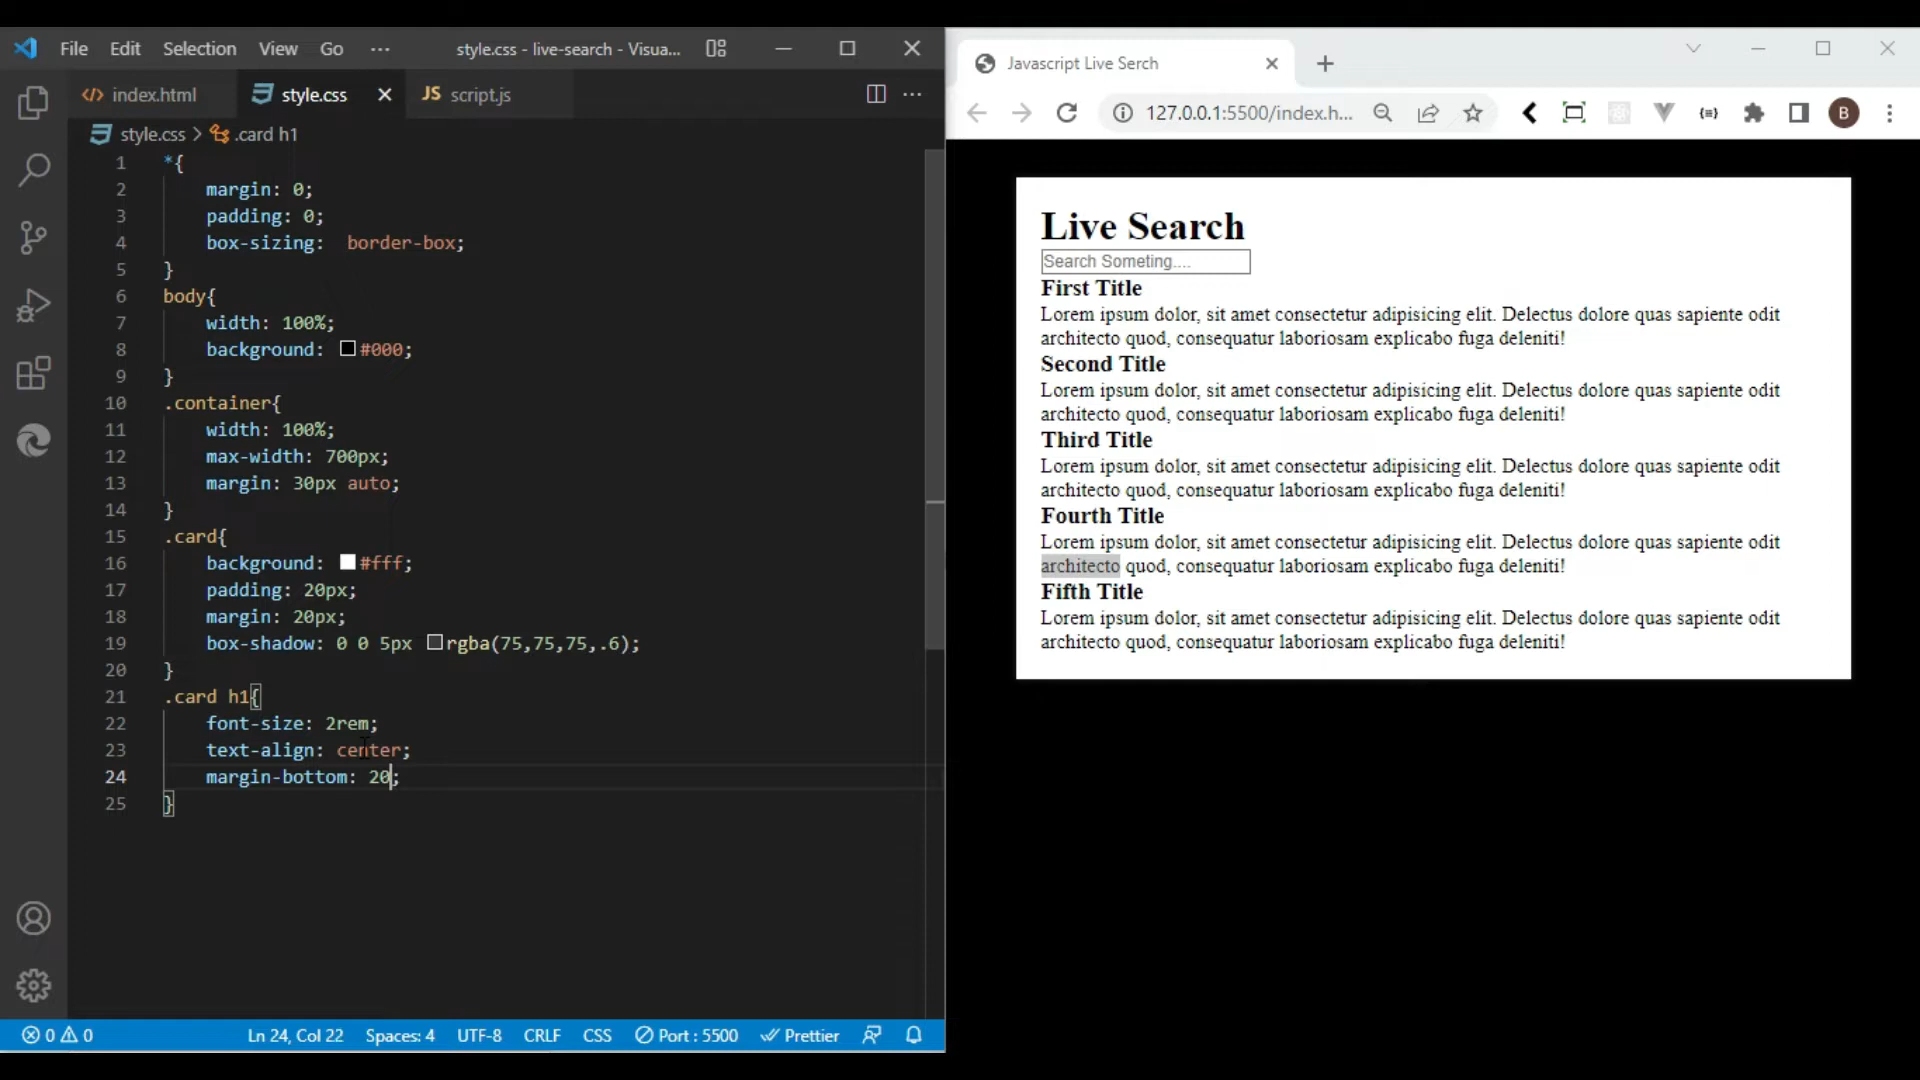 File Edit Selection View Go ··· style.css - live-search - Visua...
index.html style.css JS script.js ···
style.css > .card h1
1 *{
2 margin: 0;
3 padding: 0;
4 box-sizing:  border-box;
5 }
6 body{
7 width: 100%;
8 background: #000;
9 }
10 .container{
11 width: 100%;
12 max-width: 700px;
13 margin: 30px auto;
14 }
15 .card{
16 background: #fff;
17 padding: 20px;
18 margin: 20px;
19 box-shadow: 0 0 5px rgba(75,75,75,.6);
20 }
21 .card h1{
22 font-size: 2rem;
23 text-align: center;
24 margin-bottom: 20;
25 }
0 0 Ln 24, Col 22 Spaces: 4 UTF-8 CRLF CSS Port : 5500 Prettier
Javascript Live Serch
127.0.0.1:5500/index.h... B
Live Search
Search Someting....
First Title
Lorem ipsum dolor, sit amet consectetur adipisicing elit. Delectus dolore quas sapiente odit
architecto quod, consequatur laboriosam explicabo fuga deleniti!
Second Title
Lorem ipsum dolor, sit amet consectetur adipisicing elit. Delectus dolore quas sapiente odit
architecto quod, consequatur laboriosam explicabo fuga deleniti!
Third Title
Lorem ipsum dolor, sit amet consectetur adipisicing elit. Delectus dolore quas sapiente odit
architecto quod, consequatur laboriosam explicabo fuga deleniti!
Fourth Title
Lorem ipsum dolor, sit amet consectetur adipisicing elit. Delectus dolore quas sapiente odit
architecto quod, consequatur laboriosam explicabo fuga deleniti!
Fifth Title
Lorem ipsum dolor, sit amet consectetur adipisicing elit. Delectus dolore quas sapiente odit
architecto quod, consequatur laboriosam explicabo fuga deleniti!